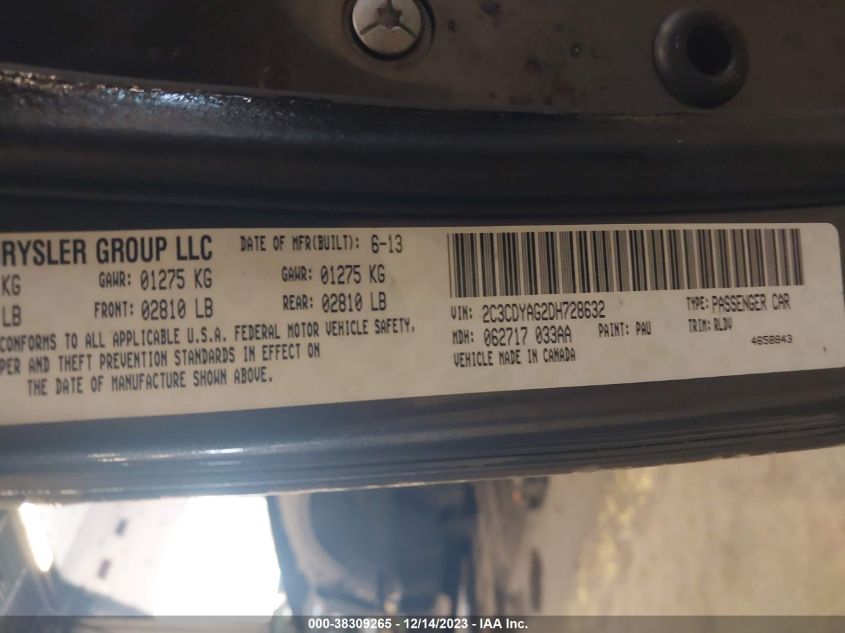 RYSLER GROUP LLC DATE OF MFR(BUILT): 6-13
KG GAWR: 01275 KG GAWR: 01275 KG
LB FRONT: 02810 LB REAR: 02810 LB
CONFORMS TO ALL APPLICABLE U.S.A. FEDERAL MOTOR VEHICLE SAFETY,
PER AND THEFT PREVENTION STANDARDS IN EFFECT ON
THE DATE OF MANUFACTURE SHOWN ABOVE.
VIN: 2C3CDYAG2DH728632 TYPE: PASSENGER CAR
MDH: 062717 033AA PAINT: PAU TRIM: RLDV
VEHICLE MADE IN CANADA 4658843
000-38309265 - 12/14/2023 - IAA Inc.